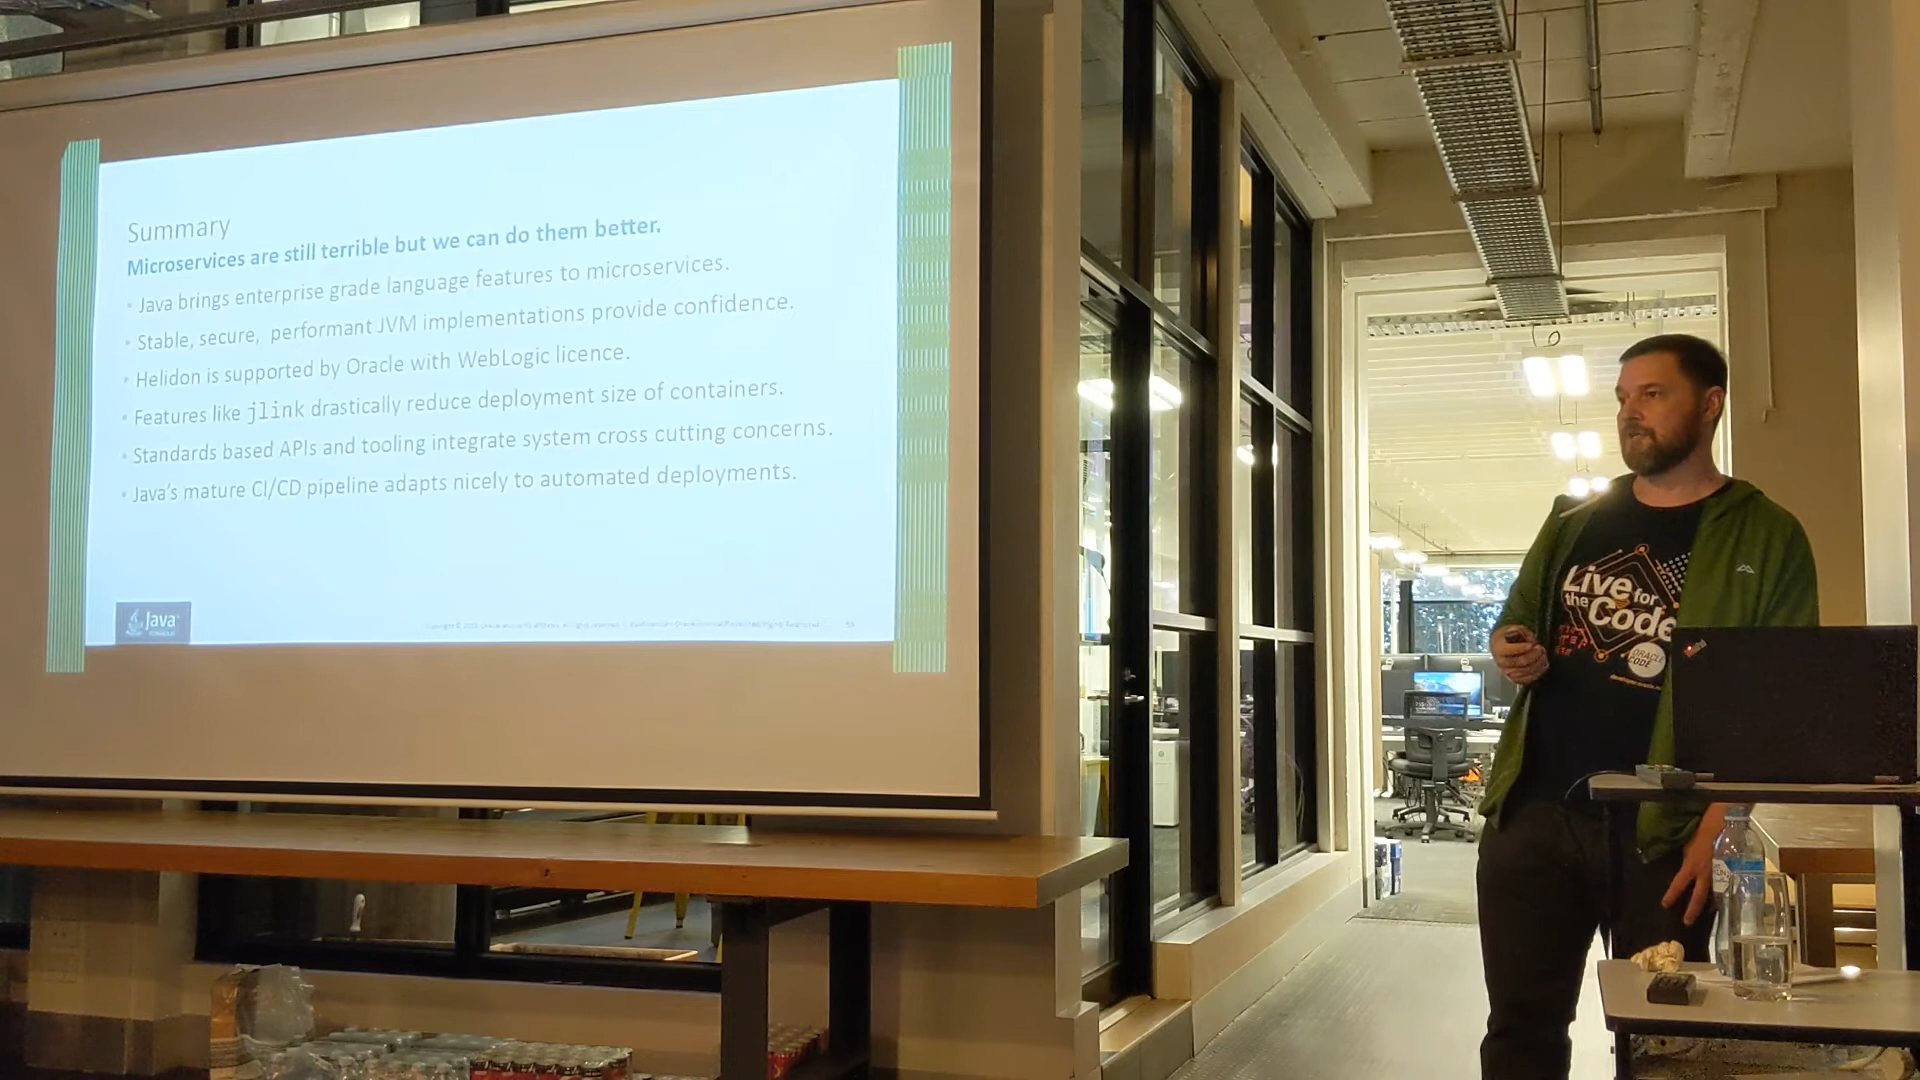 Summary
Microservices are still terrible but we can do them better.
• Java brings enterprise grade language features to microservices.
• Stable, secure, performant JVM implementations provide confidence.
• Helidon is supported by Oracle with WebLogic licence.
• Features like jlink drastically reduce deployment size of containers.
• Standards based APIs and tooling integrate system cross cutting concerns.
• Java's mature CI/CD pipeline adapts nicely to automated deployments.
Java
Live for
the Code
ORACLE
CODE